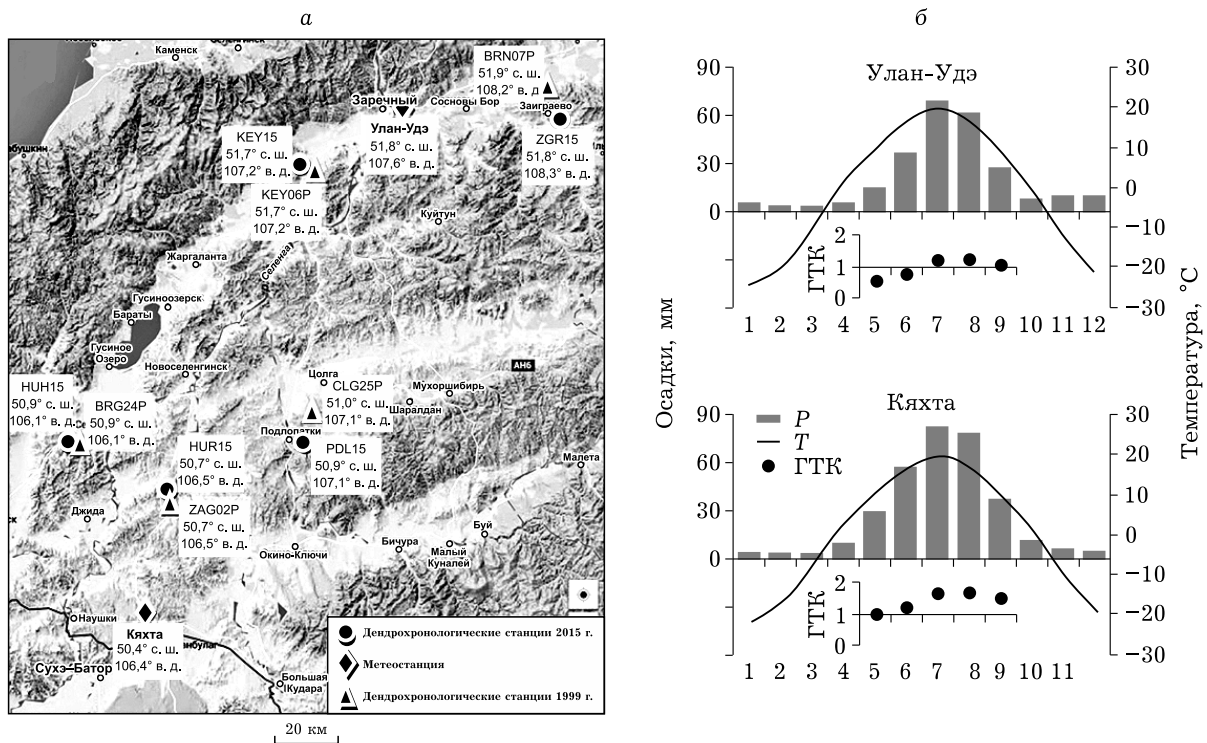 а
Каменск
BRN07P
51,9° с. ш.
108,2° в. д
Заречный
Сосновы Бор
Заиграево
Улан-Удэ
51,8° с. ш.
107,6° в. д.
ZGR15
51,8° с. ш.
108,3° в. д.
KEY15
51,7° с. ш.
107,2° в. д.
KEY06P
51,7° с. ш.
107,2° в. д.
Куйтун
Жаргаланта
Гусиноозерск
Бараты
Гусиное
Озеро
Новоселенгинск
АН6
Цолга
Мухоршибирь
Шаралдан
CLG25P
51,0° с. ш.
107,1° в. д.
HUH15
50,9° с. ш.
106,1° в. д.
BRG24P
50,9° с. ш.
106,1° в. д.
Подлопатки
PDL15
50,9° с. ш.
107,1° в. д.
HUR15
50,7° с. ш.
106,5° в. д.
ZAG02P
50,7° с. ш.
106,5° в. д.
Малета
Джида
Окино-Ключи
Бичура
Буй
Малый
Куналей
Наушки
Кяхта
50,4° с. ш.
106,4° в. д.
Сухэ-Батор
Большая
Кудара
Дендрохронологические станции 2015 г.
Метеостанция
Дендрохронологические станции 1999 г.
20 км
б
Улан-Удэ
90
60
30
0
30
20
10
0
−10
−20
−30
ГТК
2
1
0
1 2 3 4 5 6 7 8 9 10 11 12
Осадки, мм
Температура, °C
Кяхта
P
T
ГТК
90
60
30
0
30
20
10
0
−10
−20
−30
ГТК
2
1
0
1 2 3 4 5 6 7 8 9 10 11